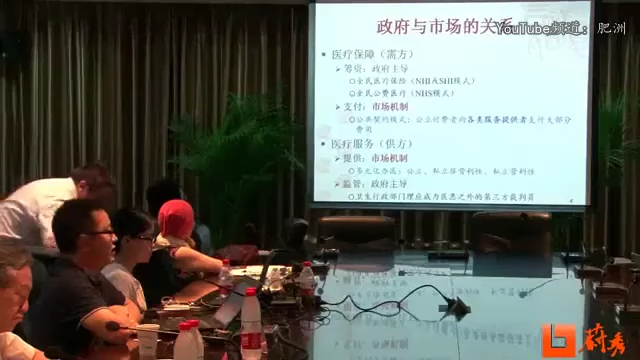 政府与市场的关系
YouTube频道：肥洲
• 医疗保障（需方）
➢ 筹资：政府主导
○全民医疗保险（NHI或SHI模式）
○全民公费医疗（NHS模式）
➢ 支付：市场机制
○公共契约模式：公立付费者向各类服务提供者支付大部分
费用
• 医疗服务（供方）
➢ 提供：市场机制
○多元化办医：公立、私立非营利性、私立营利性
➢ 监管：政府主导
○卫生行政部门理应成为医患之外的第三方裁判员
蔚秀